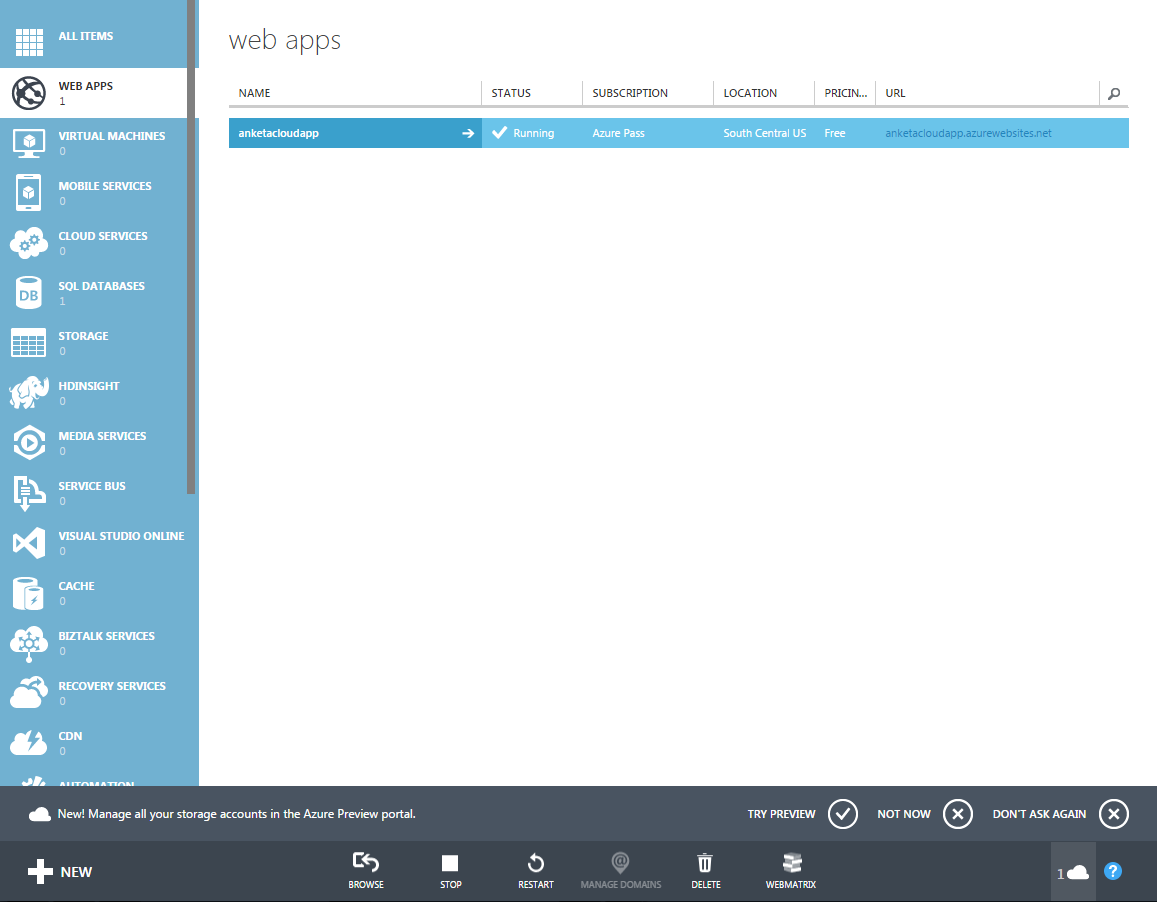 ALL ITEMS
WEB APPS
1
VIRTUAL MACHINES
0
MOBILE SERVICES
0
CLOUD SERVICES
0
SQL DATABASES
1
DB
STORAGE
0
HDINSIGHT
0
MEDIA SERVICES
0
SERVICE BUS
0
VISUAL STUDIO ONLINE
0
CACHE
0
BIZTALK SERVICES
0
RECOVERY SERVICES
0
CDN
0
AUTOMATION
web apps
NAME STATUS SUBSCRIPTION LOCATION PRICIN... URL
anketacloudapp Running Azure Pass South Central US Free anketacloudapp.azurewebsites.net
New! Manage all your storage accounts in the Azure Preview portal. TRY PREVIEW NOT NOW DON'T ASK AGAIN
NEW BROWSE STOP RESTART MANAGE DOMAINS DELETE WEBMATRIX 1 ?